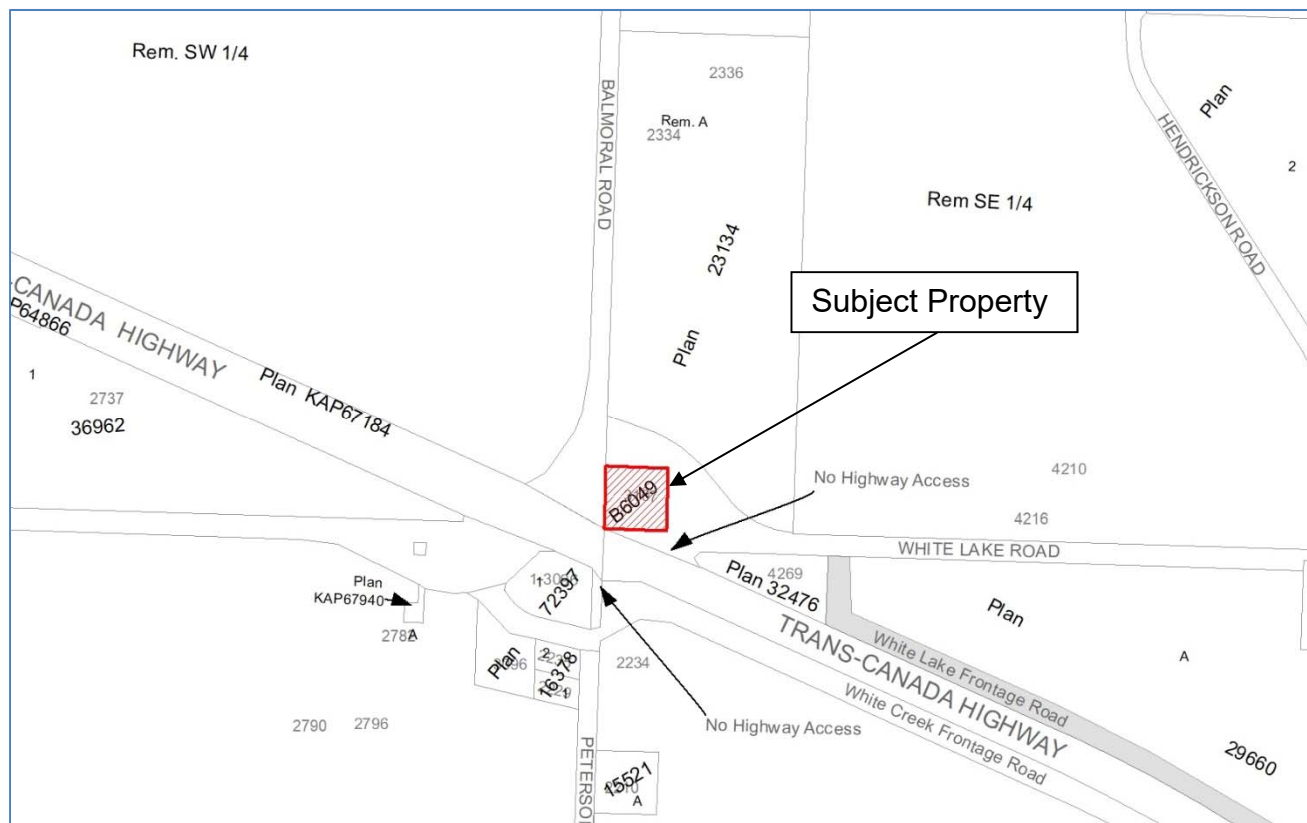 Rem. SW 1/4
BALMORAL ROAD
2336
Rem. A
2334
23134
Plan
Rem SE 1/4
Plan
2
HENDRICKSON ROAD
Subject Property
-CANADA HIGHWAY
P64866
Plan KAP67184
1
2737
36962
B6049
No Highway Access
4210
4216
WHITE LAKE ROAD
4269
Plan 32476
Plan
A
TRANS-CANADA HIGHWAY
White Lake Frontage Road
White Creek Frontage Road
29660
Plan
KAP67940
2782
A
72397
Plan
2
16378
1
2234
2790
2796
No Highway Access
PETERSO
15521
A